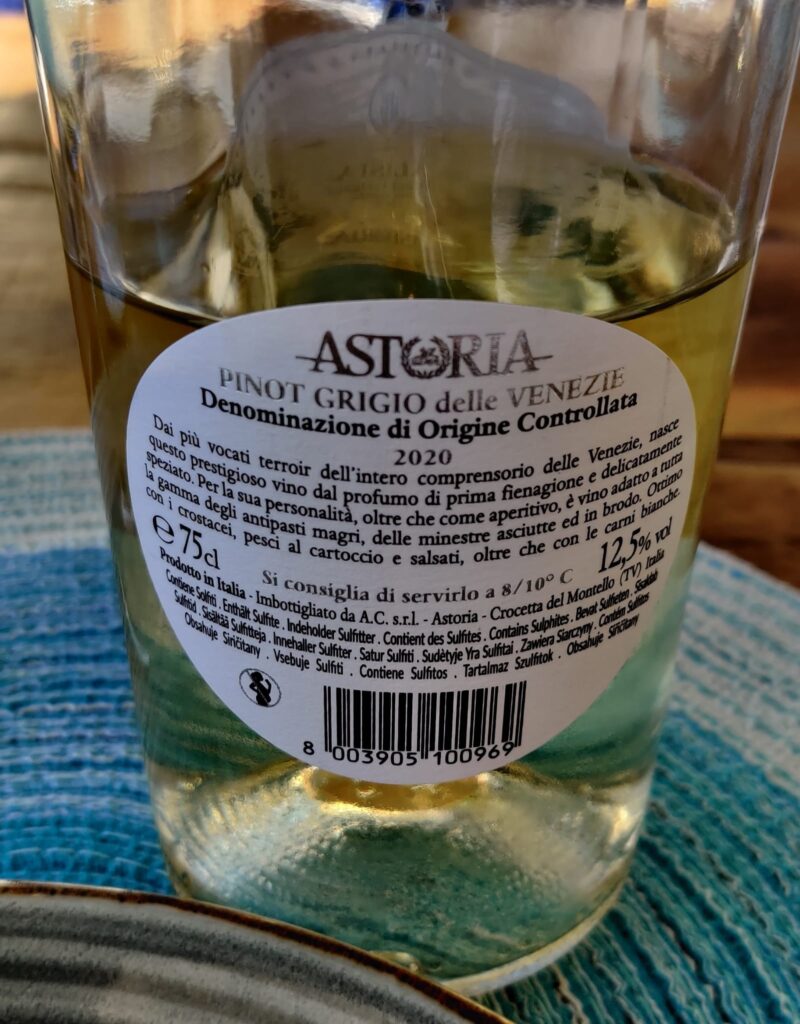 ASTORIA
PINOT GRIGIO delle VENEZIE
Denominazione di Origine Controllata
2020
Dai più vocati terroir dell'intero comprensorio delle Venezie, nasce
questo prestigioso vino dal profumo di prima fienagione e delicatamente
speziato. Per la sua personalità, oltre che come aperitivo, è vino adatto a tutta
la gamma degli antipasti magri, delle minestre asciutte ed in brodo. Ottimo
con i crostacei, pesci al cartoccio e salsati, oltre che con le carni bianche.
e 75cl
12,5% vol
Si consiglia di servirlo a 8/10° C
Prodotto in Italia - Imbottigliato da A.C. s.r.l. - Astoria - Crocetta del Montello (TV) Italia
Contiene Solfiti . Enthält Sulfite . Indeholder Sulfitter . Contient des Sulfites . Contains Sulphites . Bevat Sulfieten . Sisaldab
Sulfitid . Sisältää Sulfitteja . Innehaller Sulfiter . Satur Sulfiti . Sudėtyje Yra Sulfitai . Zawiera Siarczyny . Contém Sulfitos
Obsahuje Siričitany . Vsebuje Sulfiti . Contiene Sulfitos . Tartalmaz Szulfitok . Obsahuje Siřičitany
8 003905 100969